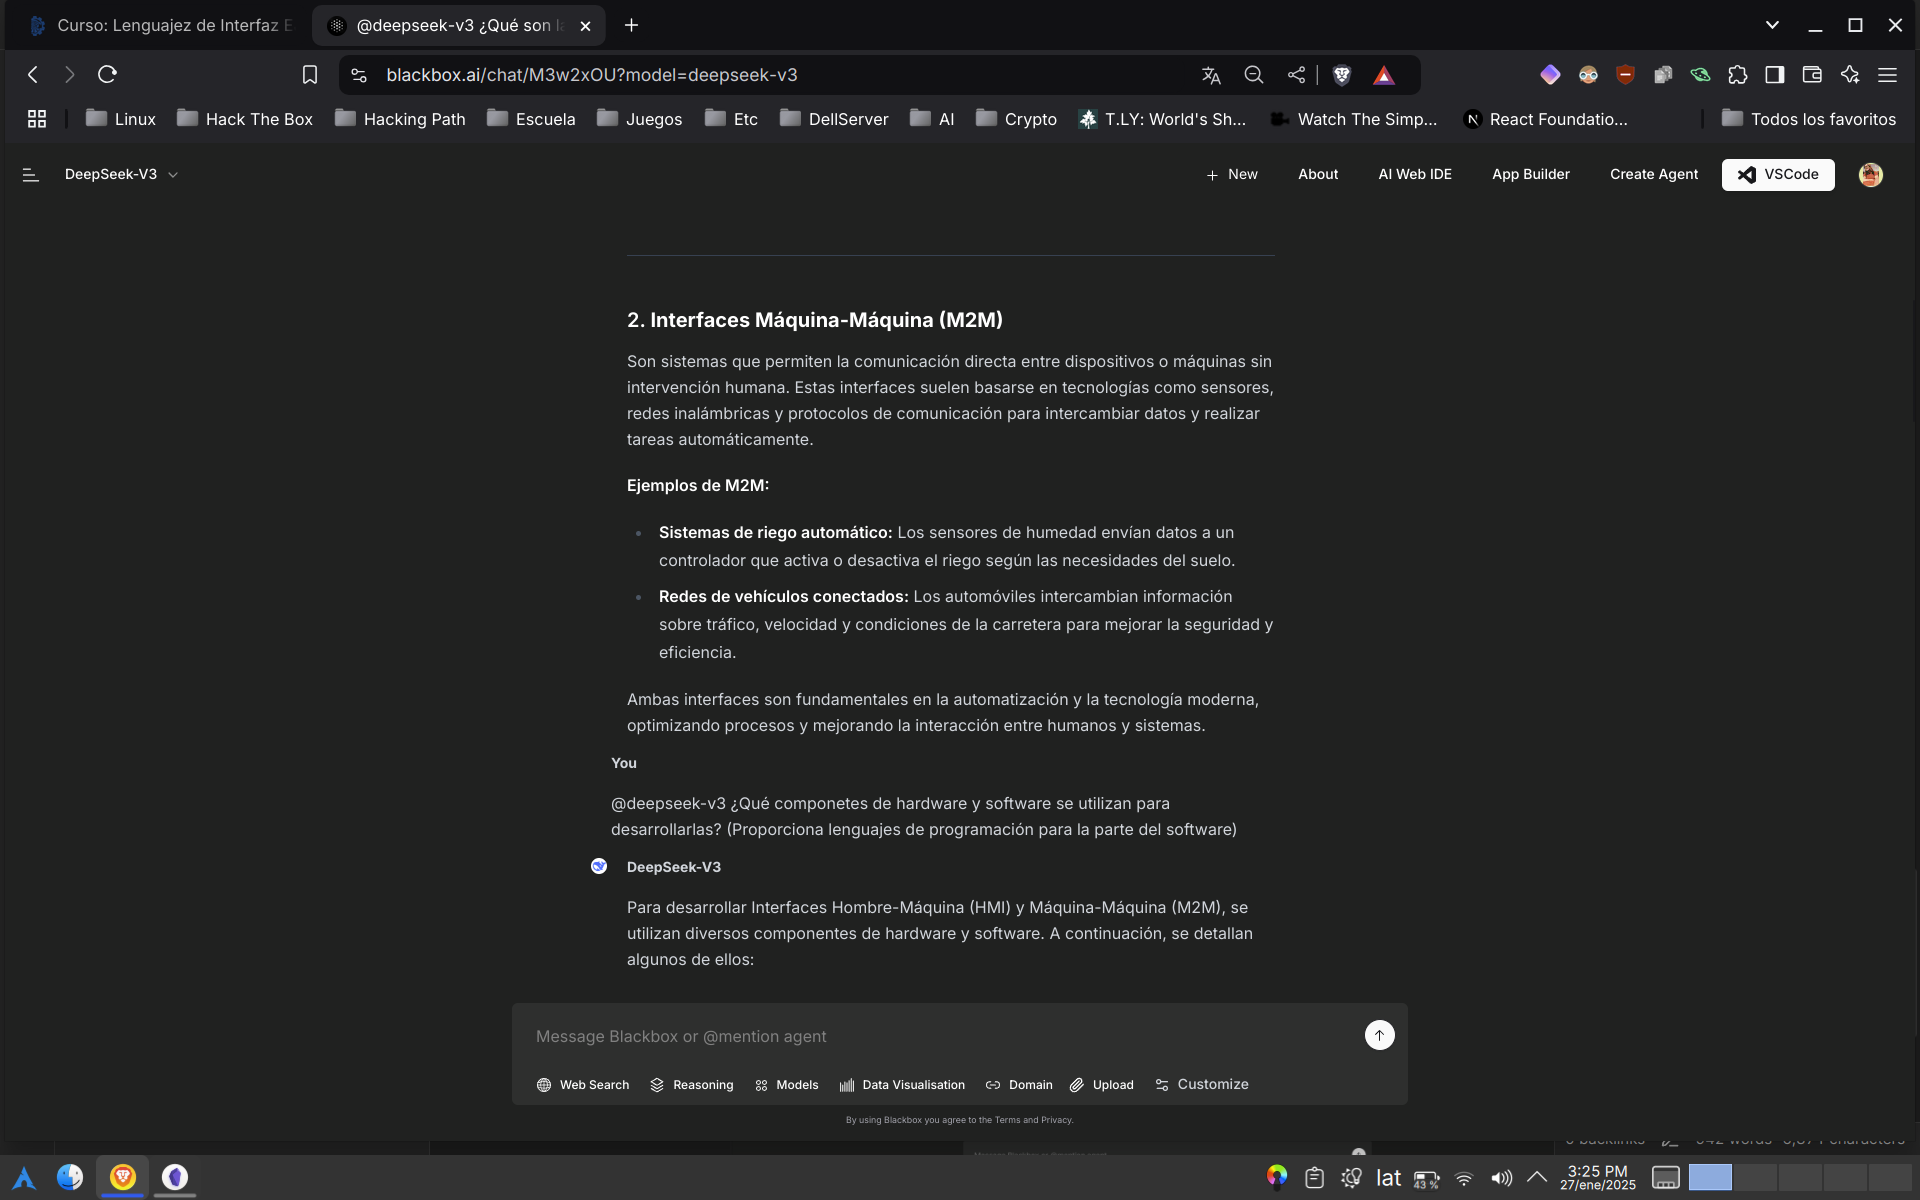 Curso: Lenguajez de Interfaz E
@deepseek-v3 ¿Qué son la
blackbox.ai/chat/M3w2xOU?model=deepseek-v3
Linux
Hack The Box
Hacking Path
Escuela
Juegos
Etc
DellServer
AI
Crypto
T.LY: World's Sh...
Watch The Simp...
React Foundatio...
Todos los favoritos
DeepSeek-V3
New
About
AI Web IDE
App Builder
Create Agent
VSCode
2. Interfaces Máquina-Máquina (M2M)
Son sistemas que permiten la comunicación directa entre dispositivos o máquinas sin
intervención humana. Estas interfaces suelen basarse en tecnologías como sensores,
redes inalámbricas y protocolos de comunicación para intercambiar datos y realizar
tareas automáticamente.
Ejemplos de M2M:
Sistemas de riego automático: Los sensores de humedad envían datos a un
controlador que activa o desactiva el riego según las necesidades del suelo.
Redes de vehículos conectados: Los automóviles intercambian información
sobre tráfico, velocidad y condiciones de la carretera para mejorar la seguridad y
eficiencia.
Ambas interfaces son fundamentales en la automatización y la tecnología moderna,
optimizando procesos y mejorando la interacción entre humanos y sistemas.
You
@deepseek-v3 ¿Qué componetes de hardware y software se utilizan para
desarrollarlas? (Proporciona lenguajes de programación para la parte del software)
DeepSeek-V3
Para desarrollar Interfaces Hombre-Máquina (HMI) y Máquina-Máquina (M2M), se
utilizan diversos componentes de hardware y software. A continuación, se detallan
algunos de ellos:
Message Blackbox or @mention agent
Web Search
Reasoning
Models
Data Visualisation
Domain
Upload
Customize
By using Blackbox you agree to the Terms and Privacy.
lat
43 %
3:25 PM
27/ene/2025